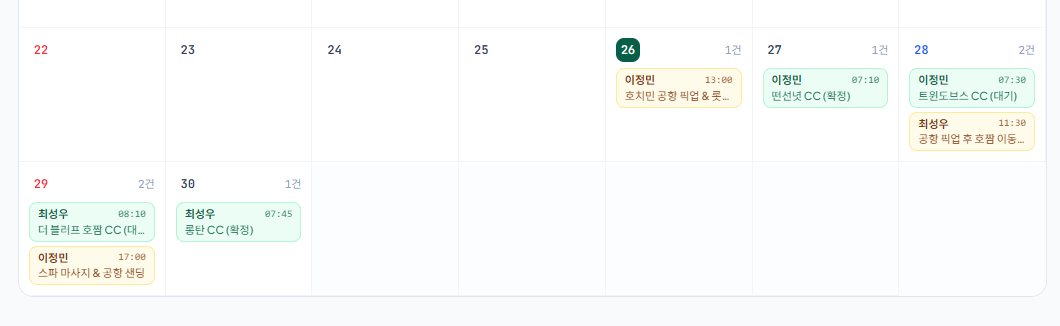 22
23
24
25
26 1건
이정민 13:00
호치민 공항 픽업 & 롯...
27 1건
이정민 07:10
떤선녓 CC (확정)
28 2건
이정민 07:30
트윈도브스 CC (대기)
최성우 11:30
공항 픽업 후 호짬 이동...
29 2건
최성우 08:10
더 블러프 호짬 CC (대...
이정민 17:00
스파 마사지 & 공항 샌딩
30 1건
최성우 07:45
롱탄 CC (확정)